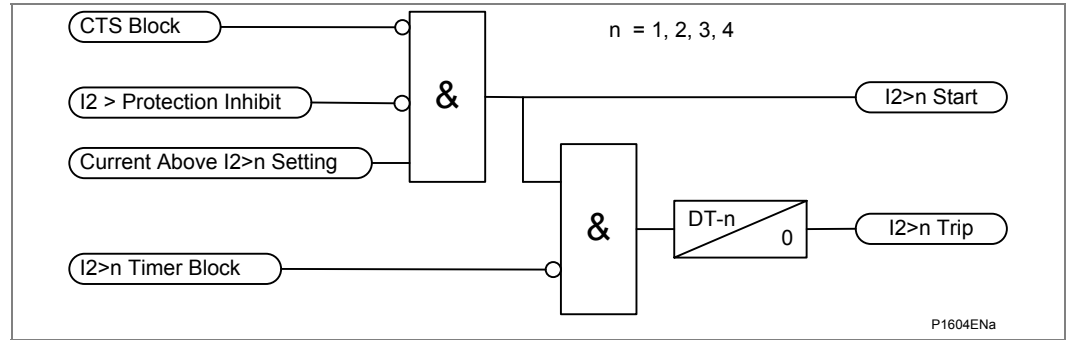 CTS Block
n = 1, 2, 3, 4
I2 > Protection Inhibit
&
I2>n Start
Current Above I2>n Setting
&
DT-n
0
I2>n Trip
I2>n Timer Block
P1604ENa